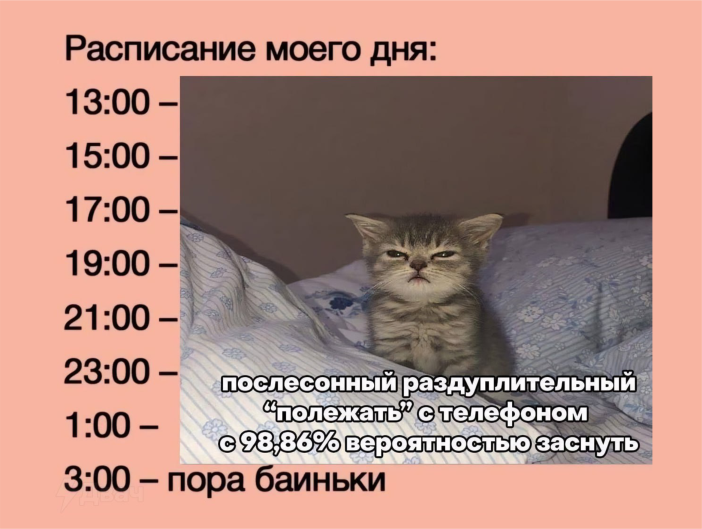 Расписание моего дня:
13:00 –
15:00 –
17:00 –
19:00 –
21:00 –
23:00 –
1:00 –
послесонный раздуплительный
“полежать” с телефоном
с 98,86% вероятностью заснуть
3:00 – пора баиньки